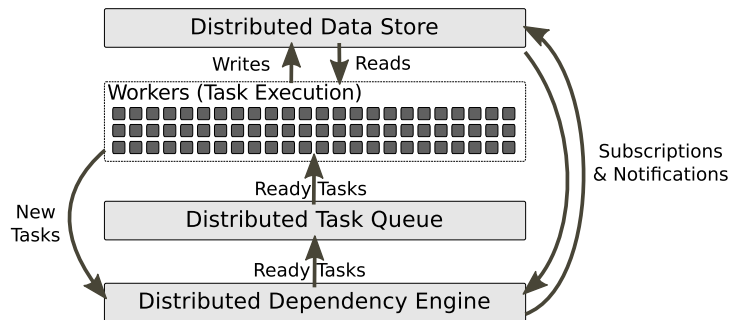 Distributed Data Store
Writes
Reads
Workers (Task Execution)
Subscriptions
& Notifications
Ready Tasks
New
Tasks
Distributed Task Queue
Ready Tasks
Distributed Dependency Engine